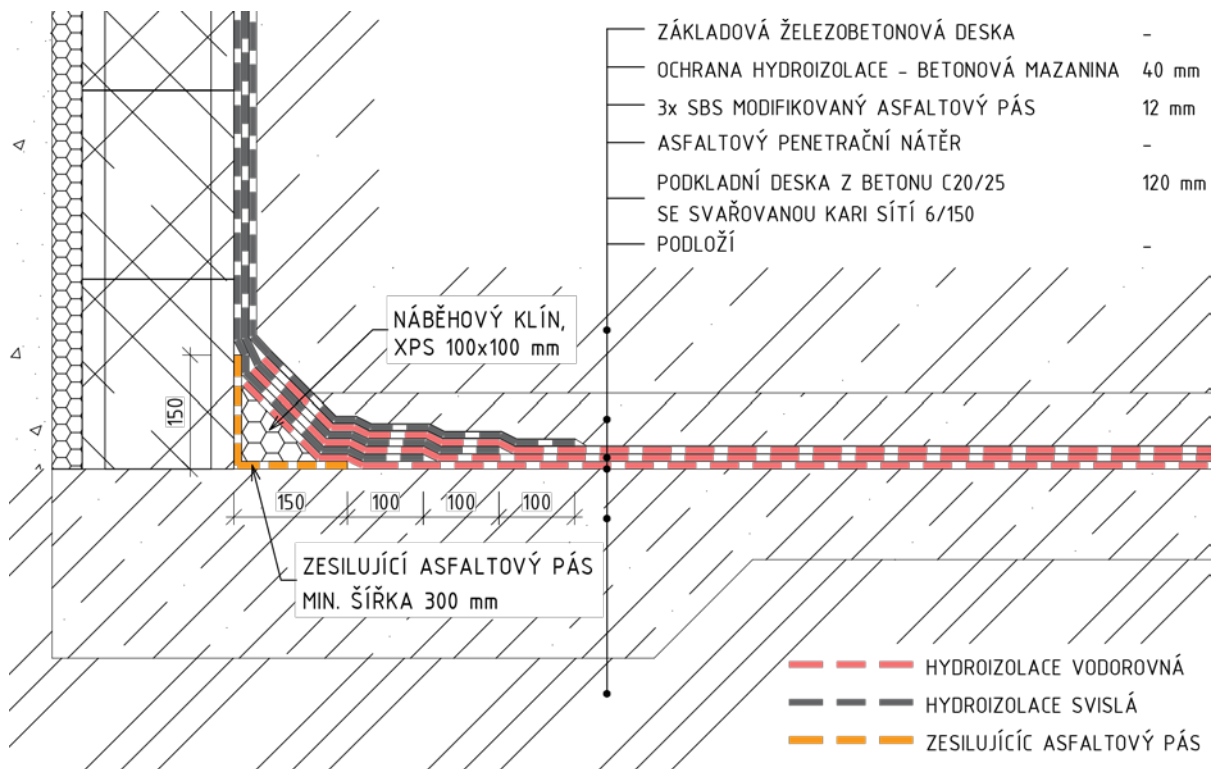 ZÁKLADOVÁ ŽELEZOBETONOVÁ DESKA -
OCHRANA HYDROIZOLACE - BETONOVÁ MAZANINA 40 mm
3x SBS MODIFIKOVANÝ ASFALTOVÝ PÁS 12 mm
ASFALTOVÝ PENETRAČNÍ NÁTĚR -
PODKLADNÍ DESKA Z BETONU C20/25 120 mm
SE SVAŘOVANOU KARI SÍTÍ 6/150
PODLOŽÍ -
NÁBĚHOVÝ KLÍN,
XPS 100x100 mm
150
150 100 100 100
ZESILUJÍCÍ ASFALTOVÝ PÁS
MIN. ŠÍŘKA 300 mm
HYDROIZOLACE VODOROVNÁ
HYDROIZOLACE SVISLÁ
ZESILUJÍCÍC ASFALTOVÝ PÁS